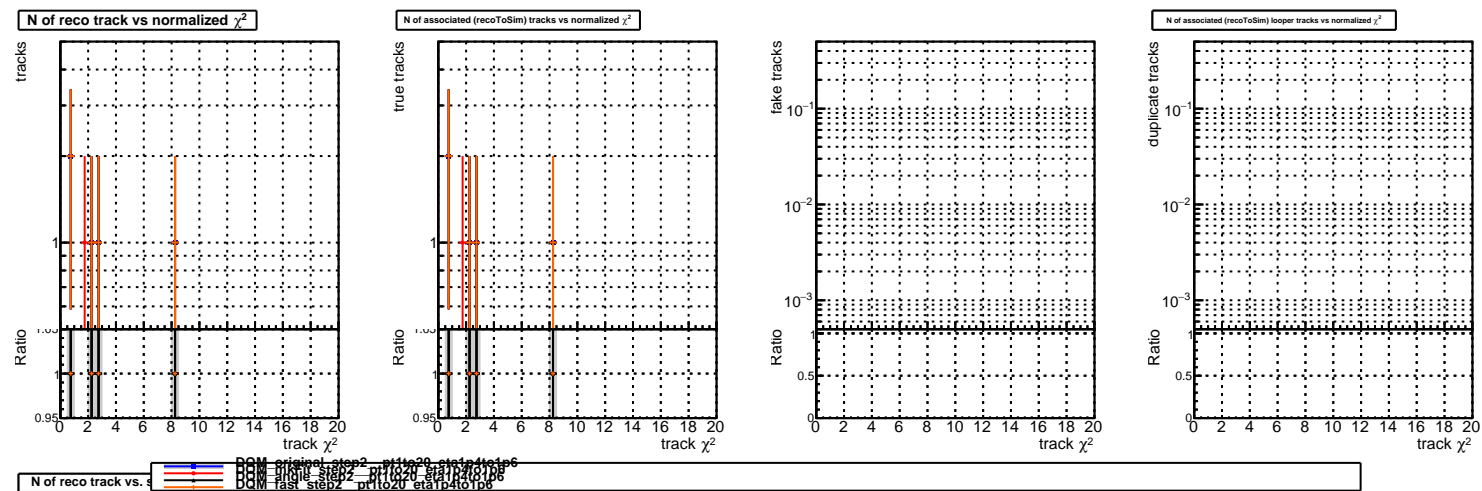 N of reco track vs normalized χ²
tracks
1
1.05
Ratio
1
0.95
0 2 4 6 8 10 12 14 16 18 20
track χ²
N of associated (recoToSim) tracks vs normalized χ²
true tracks
1
1.05
Ratio
1
0.95
0 2 4 6 8 10 12 14 16 18 20
track χ²
fake tracks
10⁻¹
10⁻²
10⁻³
Ratio
1
0.5
0
0 2 4 6 8 10 12 14 16 18 20
track χ²
N of associated (recoToSim) looper tracks vs normalized χ²
duplicate tracks
10⁻¹
10⁻²
10⁻³
Ratio
1
0.5
0
0 2 4 6 8 10 12 14 16 18 20
track χ²
N of reco track vs. s
DQM_original_step2__pt1to20_eta1p4to1p6
DQM_mkfit_step2__pt1to20_eta1p4to1p6
DQM_angle_step2__pt1to20_eta1p4to1p6
DQM_fast_step2__pt1to20_eta1p4to1p6